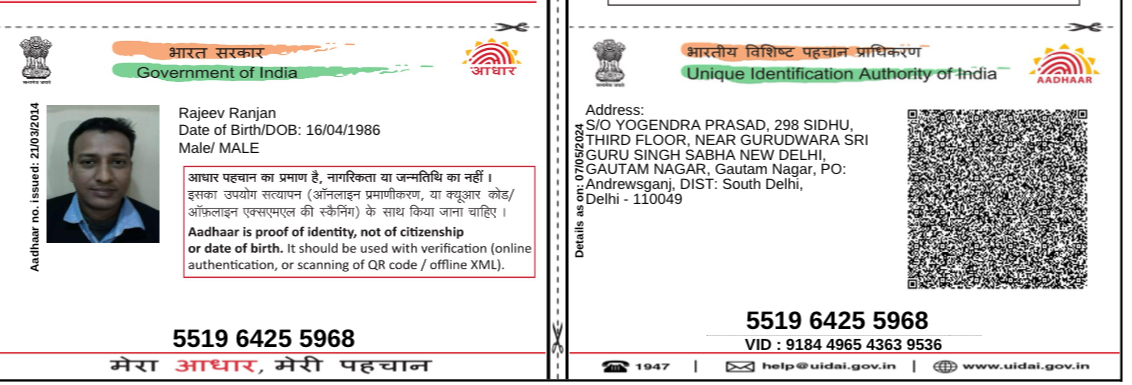 भारत सरकार
Government of India
आधार
Aadhaar no. issued: 21/03/2014
Rajeev Ranjan
Date of Birth/DOB: 16/04/1986
Male/ MALE
आधार पहचान का प्रमाण है, नागरिकता या जन्मतिथि का नहीं ।
इसका उपयोग सत्यापन (ऑनलाइन प्रमाणीकरण, या क्यूआर कोड/
ऑफ़लाइन एक्सएमएल की स्कैनिंग) के साथ किया जाना चाहिए ।
Aadhaar is proof of identity, not of citizenship
or date of birth. It should be used with verification (online
authentication, or scanning of QR code / offline XML).
5519 6425 5968
मेरा आधार, मेरी पहचान
भारतीय विशिष्ट पहचान प्राधिकरण
Unique Identification Authority of India
AADHAAR
Details as on: 07/05/2024
Address:
S/O YOGENDRA PRASAD, 298 SIDHU,
THIRD FLOOR, NEAR GURUDWARA SRI
GURU SINGH SABHA NEW DELHI,
GAUTAM NAGAR, Gautam Nagar, PO:
Andrewsganj, DIST: South Delhi,
Delhi - 110049
5519 6425 5968
VID : 9184 4965 4363 9536
1947 | help@uidai.gov.in | www.uidai.gov.in